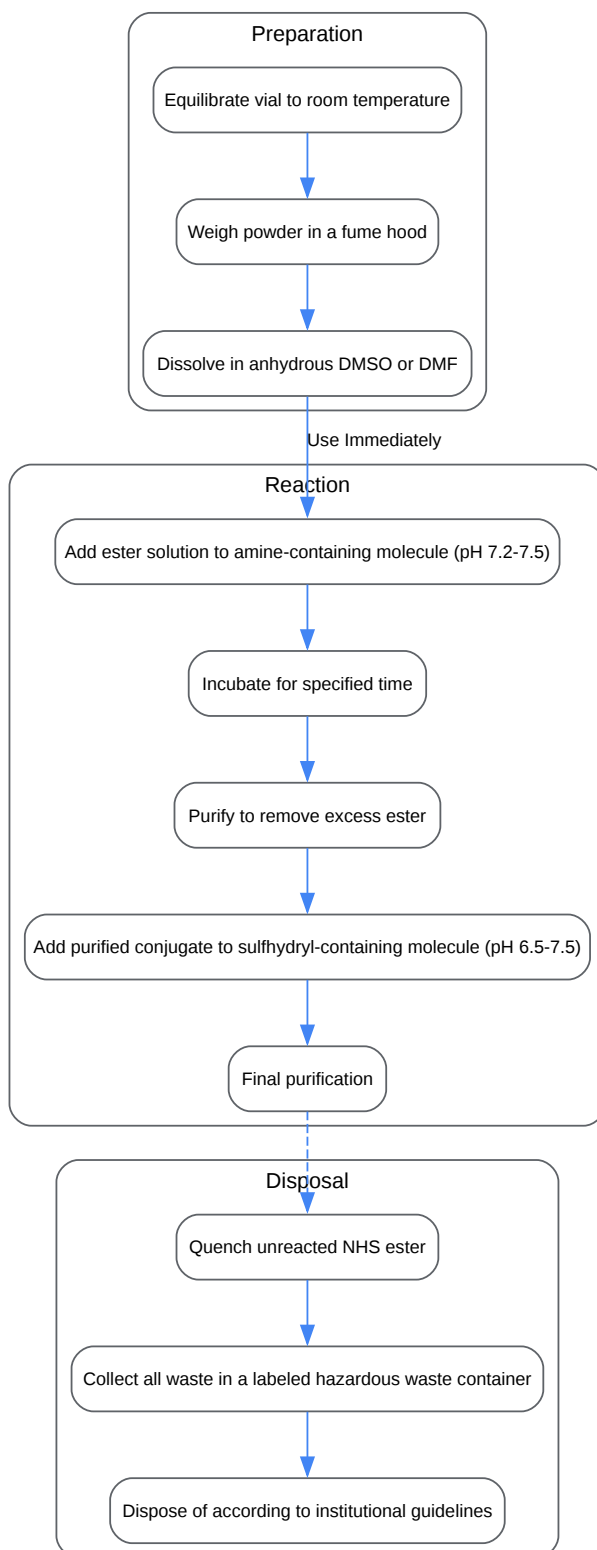 Preparation
Equilibrate vial to room temperature
Weigh powder in a fume hood
Dissolve in anhydrous DMSO or DMF
Use Immediately
Reaction
Add ester solution to amine-containing molecule (pH 7.2-7.5)
Incubate for specified time
Purify to remove excess ester
Add purified conjugate to sulfhydryl-containing molecule (pH 6.5-7.5)
Final purification
Disposal
Quench unreacted NHS ester
Collect all waste in a labeled hazardous waste container
Dispose of according to institutional guidelines